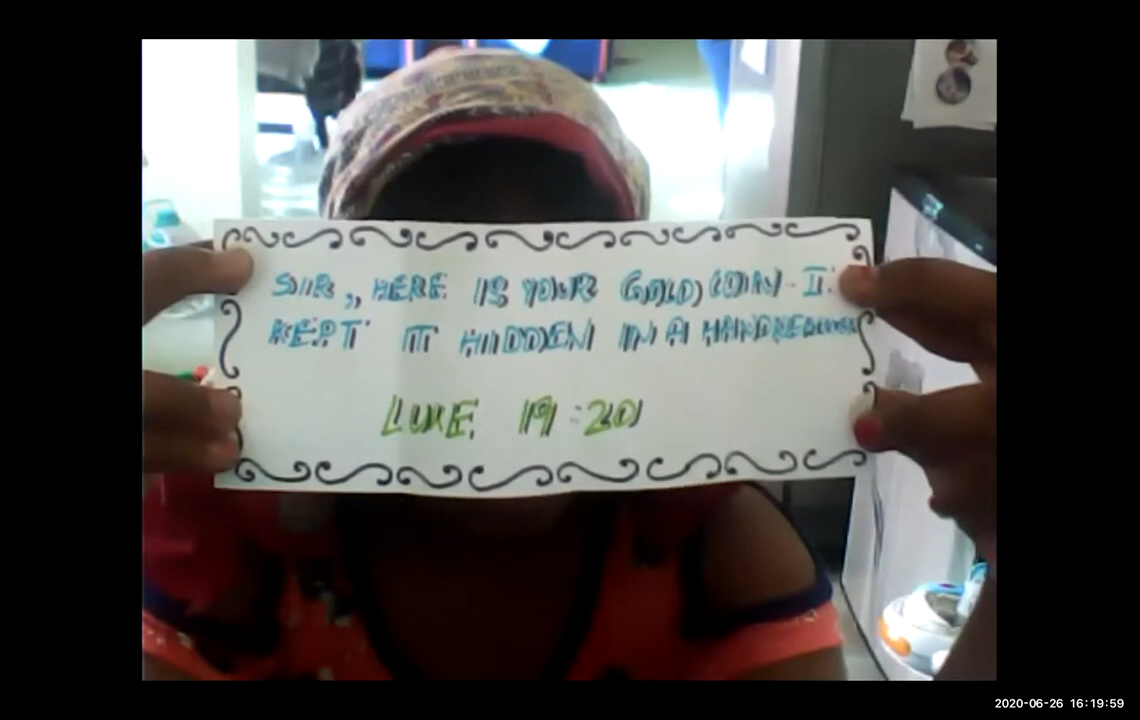 SIR,, HERE IS YOUR GOLD COIN I
KEPT IT HIDDEN IN A HANDKERCHIEF
LUKE 19:20
2020-06-26 16:19:59